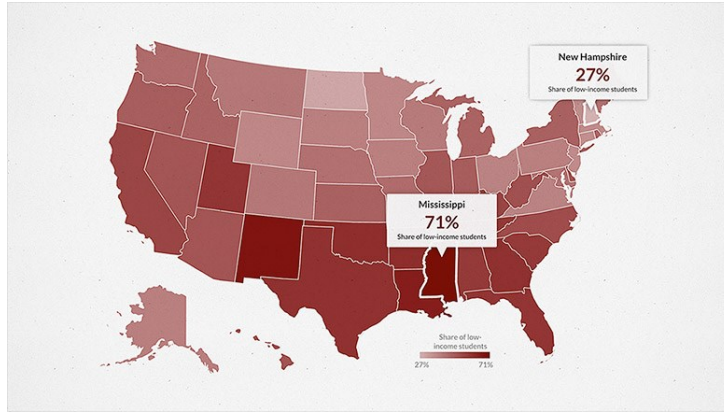 New Hampshire
27%
Share of low-income students
Mississippi
71%
Share of low-income students
Share of low-
income students
27%
71%